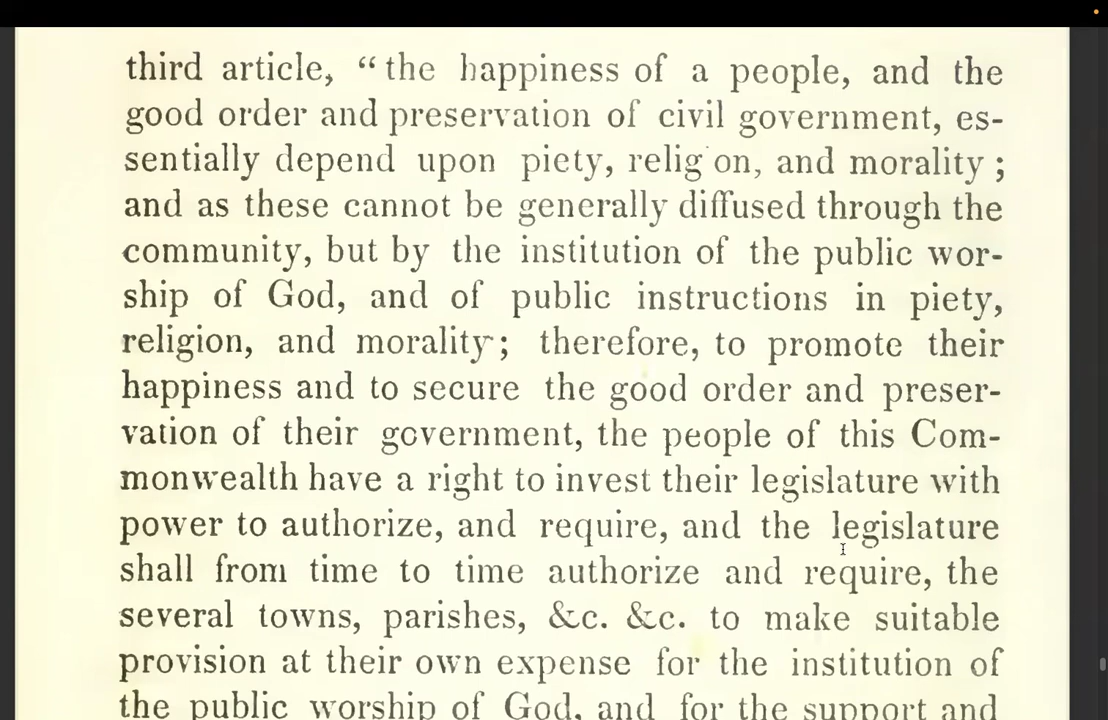 third article, “the happiness of a people, and the
good order and preservation of civil government, es-
sentially depend upon piety, relig on, and morality ;
and as these cannot be generally diffused through the
community, but by the institution of the public wor-
ship of God, and of public instructions in piety,
religion, and morality; therefore, to promote their
happiness and to secure the good order and preser-
vation of their government, the people of this Com-
monwealth have a right to invest their legislature with
power to authorize, and require, and the legislature
shall from time to time authorize and require, the
several towns, parishes, &c. &c. to make suitable
provision at their own expense for the institution of
the public worship of God, and for the support and